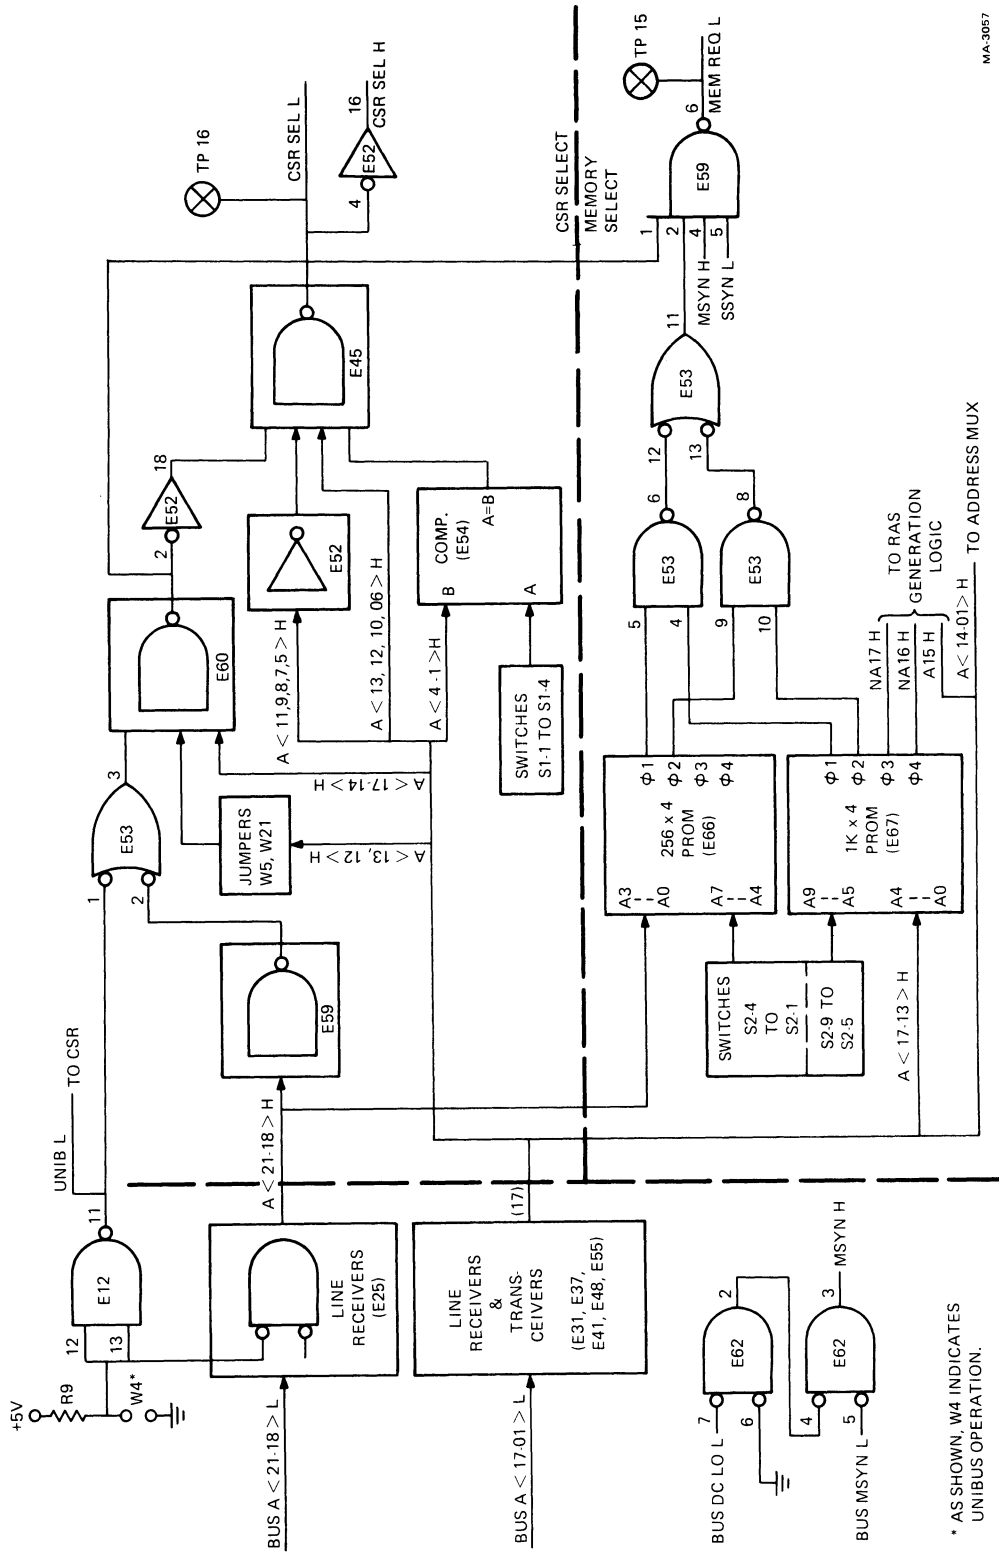 +5V
R9
W4*
12
13
E12
11
UNIB L
TO CSR
BUS A < 21-18 > L
LINE
RECEIVERS
(E25)
A < 21-18 > H
E59
1
2
E53
3
JUMPERS
W5, W21
A < 13, 12 > H
A < 17-14 > H
E60
2
E52
18
A < 11,9,8,7,5 > H
E52
A < 13, 12, 10, 06 > H
A < 4 -1 >H
B
COMP.
(E54)
A=B
A
SWITCHES
S1-1 TO S1-4
E45
TP 16
CSR SEL L
4
E52
16
CSR SEL H
CSR SELECT
MEMORY
SELECT
BUS A < 17-01 > L
LINE
RECEIVERS
&
TRANS-
CEIVERS
(E31, E37,
E41, E48, E55)
(17)
SWITCHES
S2-4
TO
S2-1
S2-9 TO
S2-5
A < 17-13 > H
A3
A0
A7
A4
256 x 4
PROM
(E66)
Φ1
Φ2
Φ3
Φ4
A9
A5
A4
A0
1K x 4
PROM
(E67)
Φ1
Φ2
Φ3
Φ4
5
4
E53
6
9
10
E53
8
12
13
E53
11
1
2
4
5
MSYN H
SSYN L
E59
6
MEM REQ L
TP 15
NA17 H
NA16 H
A15 H
TO RAS
GENERATION
LOGIC
A< 14-01 > H
TO ADDRESS MUX
BUS DC LO L
7
6
E62
2
BUS MSYN L
4
5
E62
3
MSYN H
* AS SHOWN, W4 INDICATES
UNIBUS OPERATION.
MA-3057